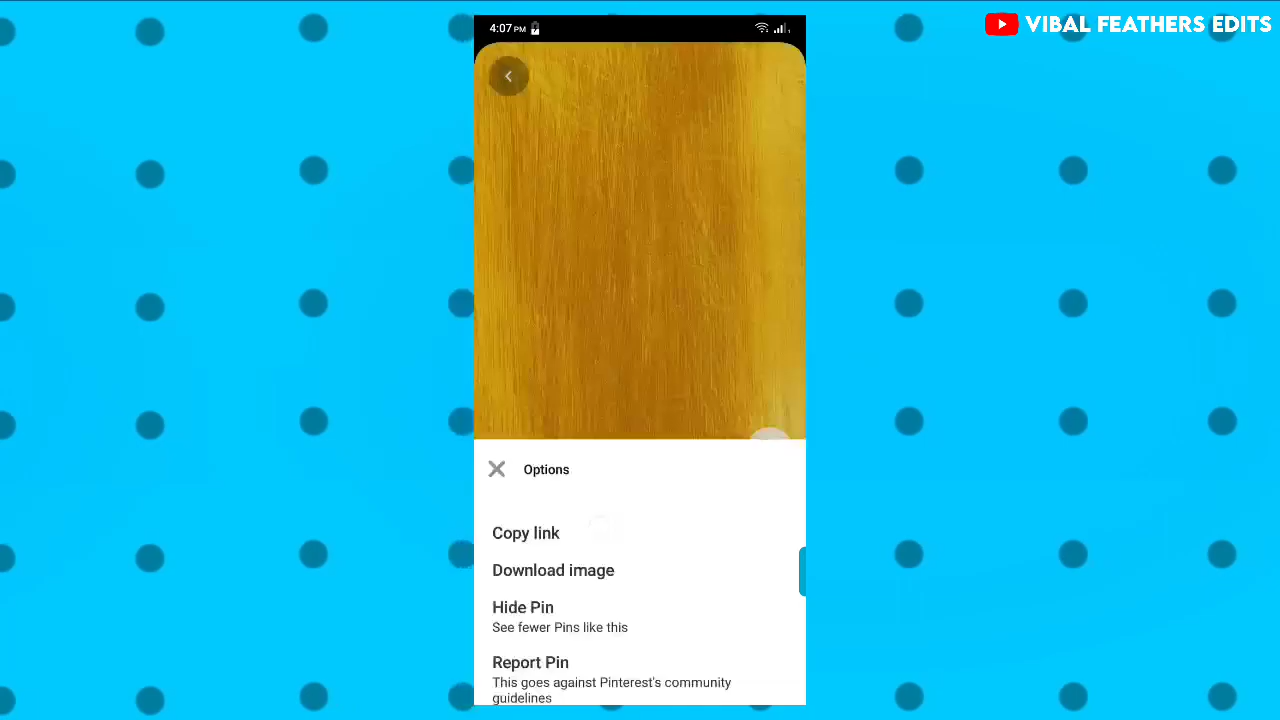 4:07 PM
VIBAL FEATHERS EDITS
Options
Copy link
Download image
Hide Pin
See fewer Pins like this
Report Pin
This goes against Pinterest's community
guidelines